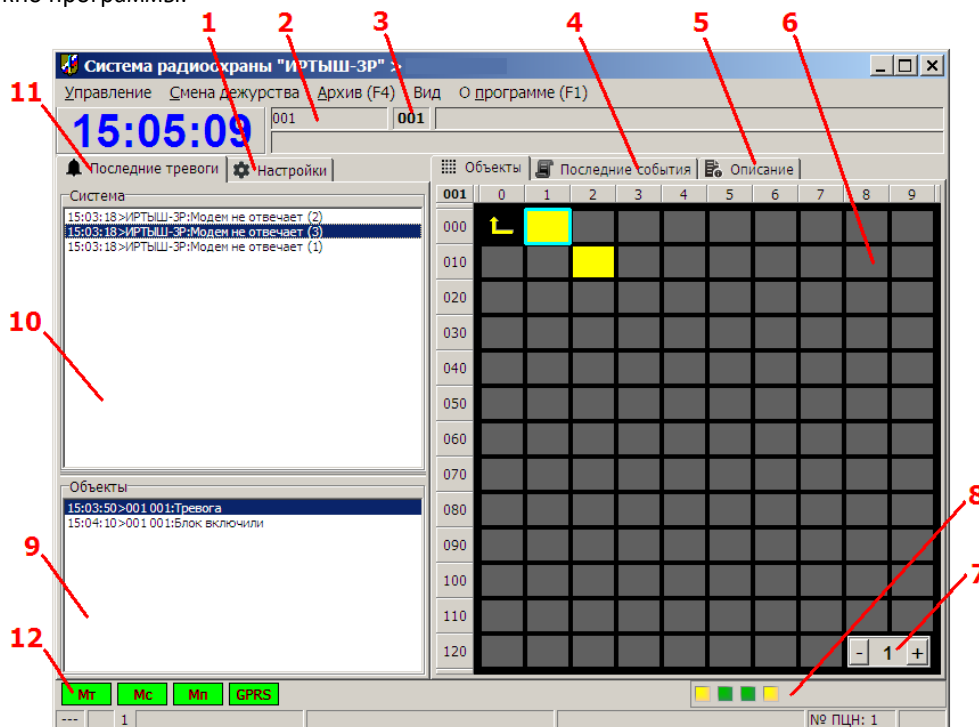 окно программы.
1 2 3 4 5 6
Система радиоохраны "ИРТЫШ-3Р" >
11
Управление Смена дежурства Архив (F4) Вид О программе (F1)
15:05:09
001 001
Последние тревоги Настройки
Объекты Последние события Описание
Система
15:03:18>ИРТЫШ-3Р:Модем не отвечает (2)
15:03:18>ИРТЫШ-3Р:Модем не отвечает (3)
15:03:18>ИРТЫШ-3Р:Модем не отвечает (1)
10
001 0 1 2 3 4 5 6 7 8 9
000
010
020
030
040
050
060
070
080
090
100
110
120
Объекты
15:03:50>001 001:Тревога
15:04:10>001 001:Блок включили
9
8
7
- 1 +
12
Мт Мс Мп GPRS
--- 1 № ПЦН: 1